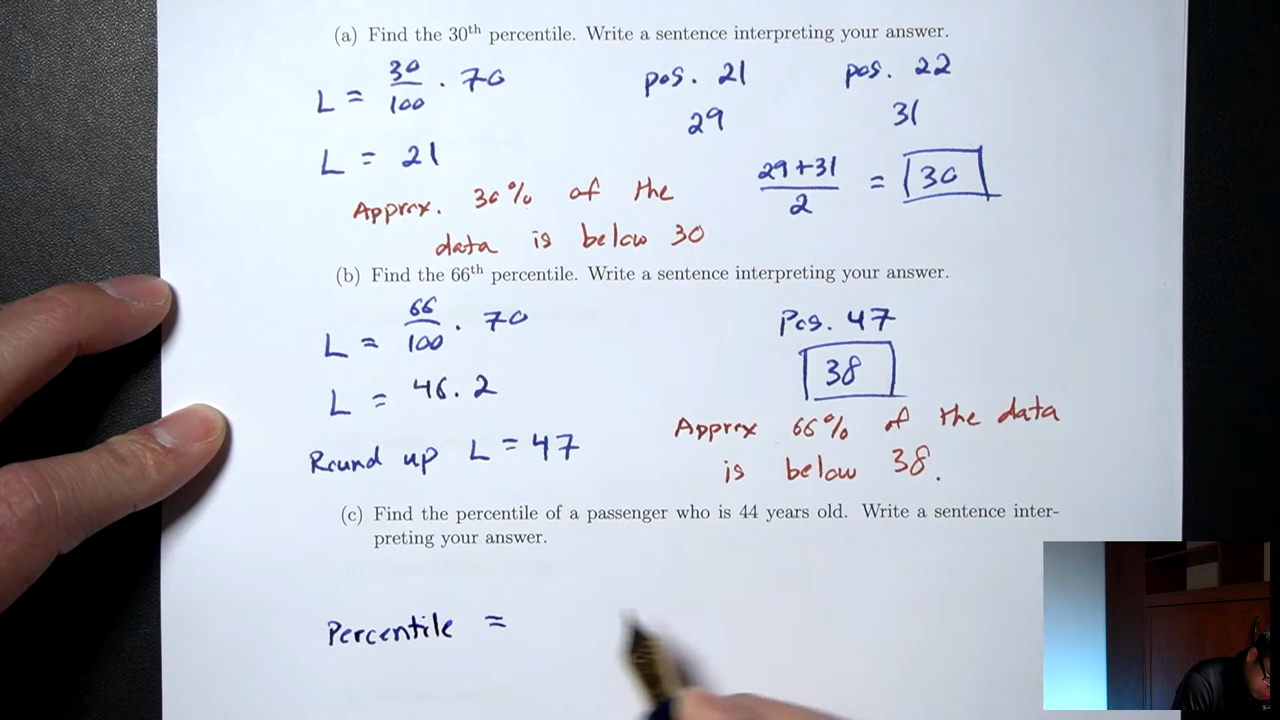 (a) Find the 30th percentile. Write a sentence interpreting your answer.
L = 30/100 · 70
pos. 21
29
pos. 22
31
L = 21
(29+31)/2 = 30
Apprx. 30% of the
data is below 30
(b) Find the 66th percentile. Write a sentence interpreting your answer.
L = 66/100 · 70
L = 46.2
Round up L = 47
Pos. 47
38
Apprx 66% of the data
is below 38.
(c) Find the percentile of a passenger who is 44 years old. Write a sentence inter-
preting your answer.
Percentile =